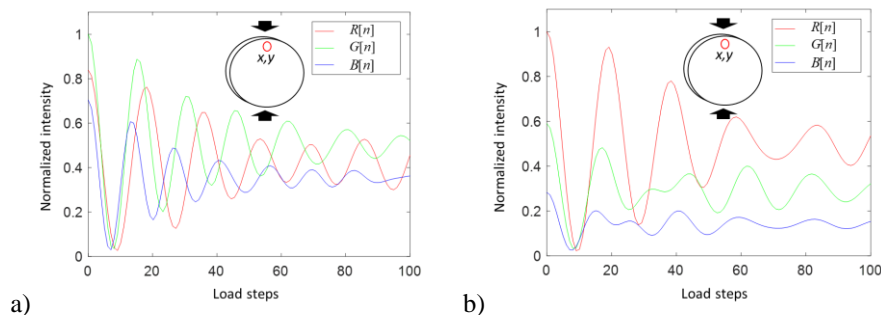 1
0.8
0.6
0.4
0.2
0
0 20 40 60 80 100
Normalized intensity
Load steps
x,y
R[n]
G[n]
B[n]
a)
1
0.8
0.6
0.4
0.2
0
0 20 40 60 80 100
Normalized intensity
Load steps
x,y
R[n]
G[n]
B[n]
b)